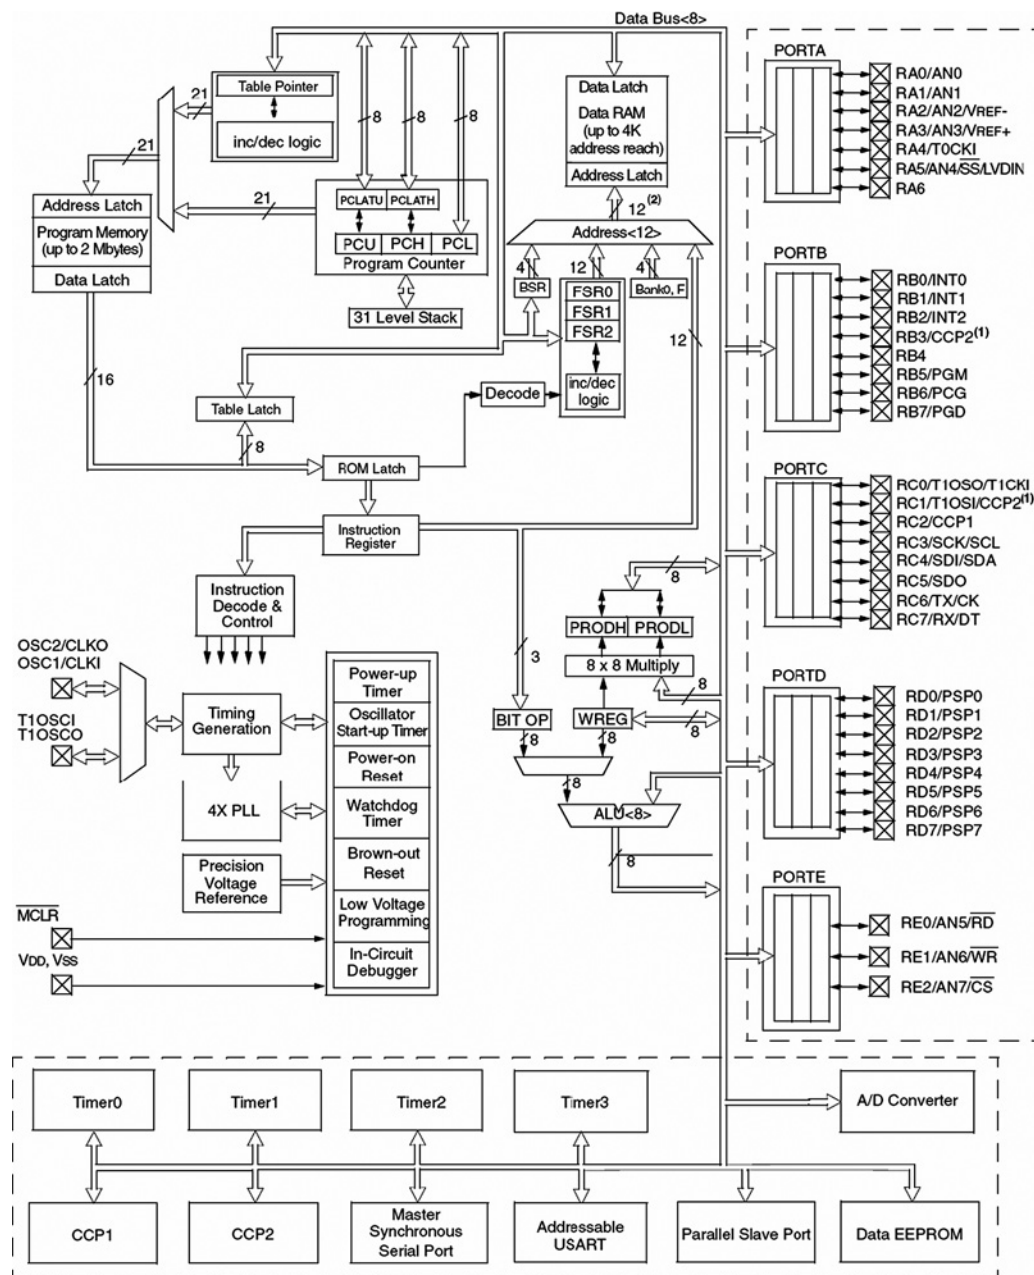 Data Bus<8>
PORTA
RA0/AN0
RA1/AN1
RA2/AN2/VREF-
RA3/AN3/VREF+
RA4/T0CKI
RA5/AN4/SS/LVDIN
RA6
21
Table Pointer
inc/dec logic
8
8
8
Data Latch
Data RAM
(up to 4K
address reach)
Address Latch
21
Address Latch
Program Memory
(up to 2 Mbytes)
Data Latch
21
PCLATU
PCLATH
PCU
PCH
PCL
Program Counter
31 Level Stack
12(2)
Address<12>
4
12
4
BSR
FSR0
FSR1
FSR2
inc/dec
logic
Bank0, F
12
PORTB
RB0/INT0
RB1/INT1
RB2/INT2
RB3/CCP2(1)
RB4
RB5/PGM
RB6/PCG
RB7/PGD
16
Table Latch
8
Decode
ROM Latch
Instruction
Register
PORTC
RC0/T1OSO/T1CKI
RC1/T1OSI/CCP2(1)
RC2/CCP1
RC3/SCK/SCL
RC4/SDI/SDA
RC5/SDO
RC6/TX/CK
RC7/RX/DT
Instruction
Decode &
Control
8
PRODH
PRODL
8 x 8 Multiply
3
8
BIT OP
WREG
8
8
8
8
ALU<8>
8
OSC2/CLKO
OSC1/CLKI
T1OSCI
T1OSCO
Timing
Generation
4X PLL
Precision
Voltage
Reference
MCLR
VDD, VSS
Power-up
Timer
Oscillator
Start-up Timer
Power-on
Reset
Watchdog
Timer
Brown-out
Reset
Low Voltage
Programming
In-Circuit
Debugger
PORTD
RD0/PSP0
RD1/PSP1
RD2/PSP2
RD3/PSP3
RD4/PSP4
RD5/PSP5
RD6/PSP6
RD7/PSP7
PORTE
RE0/AN5/RD
RE1/AN6/WR
RE2/AN7/CS
Timer0
Timer1
Timer2
Timer3
A/D Converter
CCP1
CCP2
Master
Synchronous
Serial Port
Addressable
USART
Parallel Slave Port
Data EEPROM